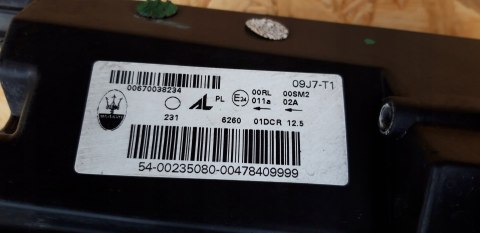 00670038234
09J7-T1
AL PL E24 00RL 00SM2
011a 02A
231 6260 01DCR 12.5
54-00235080-00478409999